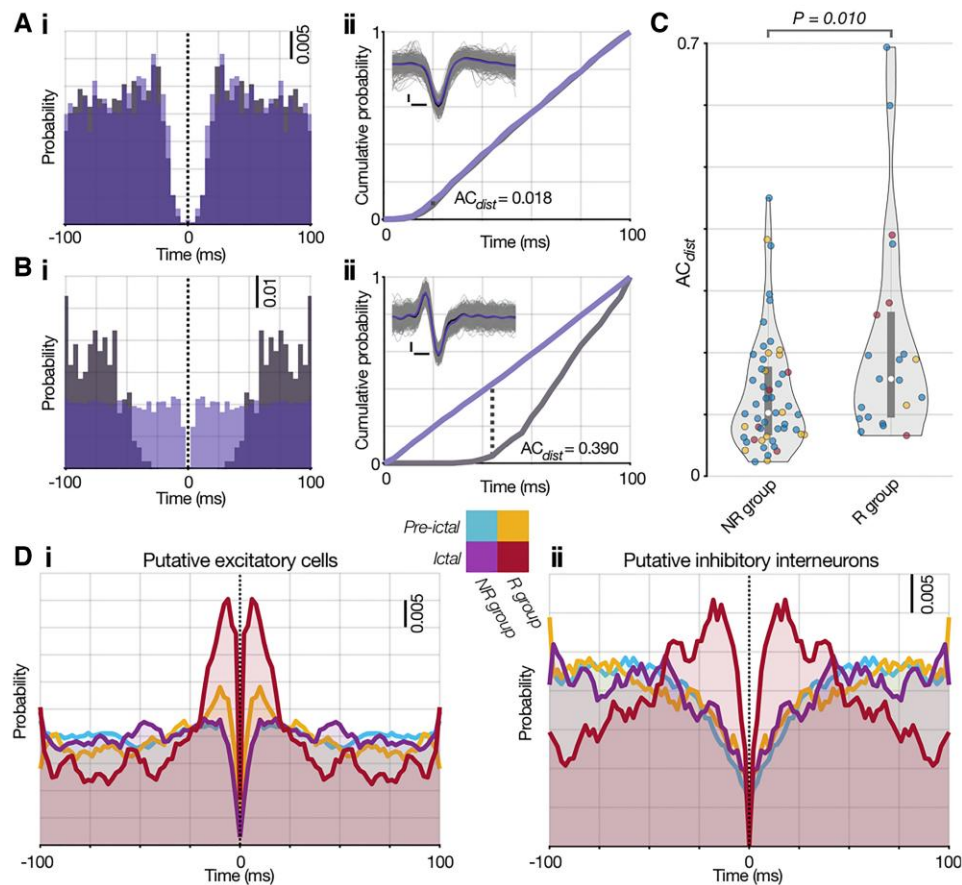 A i
0.005
Probability
-100 0 100
Time (ms)
ii
1
Cumulative probability
ACdist = 0.018
0
0 100
Time (ms)
B i
0.01
Probability
-100 0 100
Time (ms)
ii
1
Cumulative probability
ACdist = 0.390
0
0 100
Time (ms)
C
P = 0.010
0.7
ACdist
0
NR group
R group
Pre-ictal
Ictal
NR group
R group
D i
Putative excitatory cells
0.005
Probability
-100 0 100
Time (ms)
ii
Putative inhibitory interneurons
0.005
Probability
-100 0 100
Time (ms)